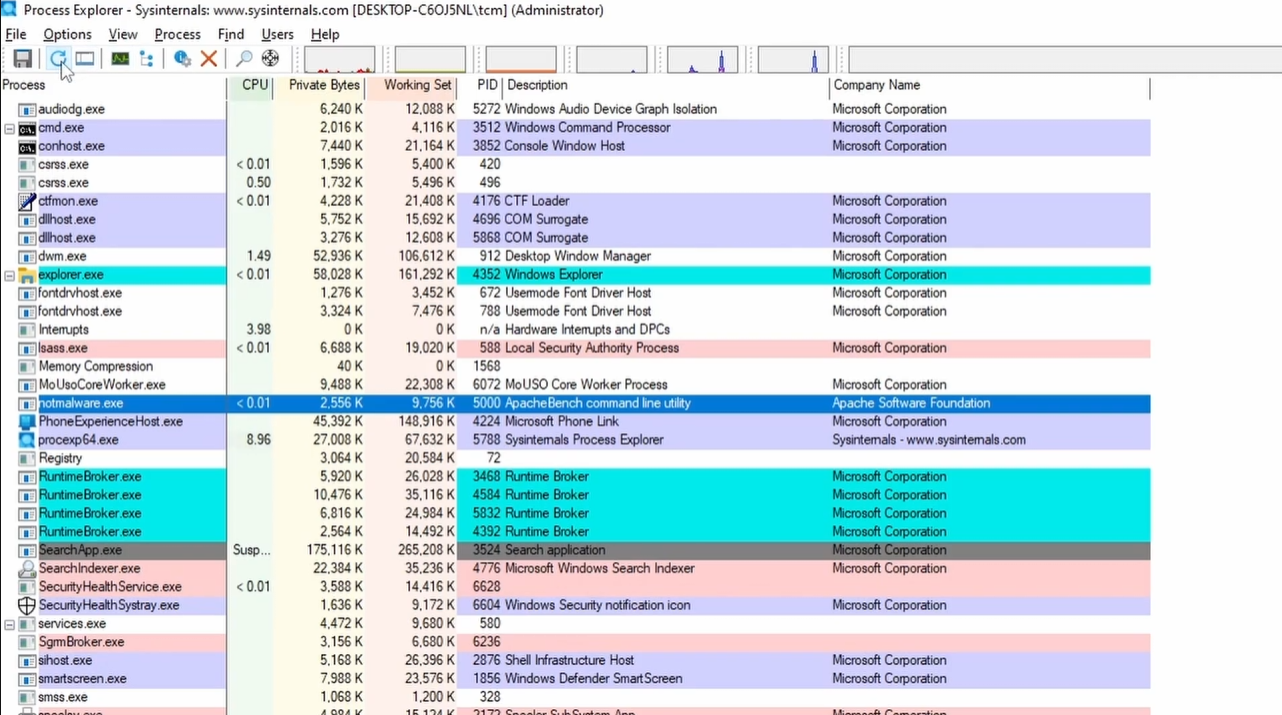 Process Explorer - Sysinternals: www.sysinternals.com [DESKTOP-C6OJ5NL\tcm] (Administrator)
File Options View Process Find Users Help
Process CPU Private Bytes Working Set PID Description Company Name
audiodg.exe 6,240 K 12,088 K 5272 Windows Audio Device Graph Isolation Microsoft Corporation
cmd.exe 2,016 K 4,116 K 3512 Windows Command Processor Microsoft Corporation
conhost.exe 7,440 K 21,164 K 3852 Console Window Host Microsoft Corporation
csrss.exe < 0.01 1,596 K 5,400 K 420
csrss.exe 0.50 1,732 K 5,496 K 496
ctfmon.exe < 0.01 4,228 K 21,408 K 4176 CTF Loader Microsoft Corporation
dllhost.exe 5,752 K 15,692 K 4696 COM Surrogate Microsoft Corporation
dllhost.exe 3,276 K 12,608 K 5868 COM Surrogate Microsoft Corporation
dwm.exe 1.49 52,936 K 106,612 K 912 Desktop Window Manager Microsoft Corporation
explorer.exe < 0.01 58,028 K 161,292 K 4352 Windows Explorer Microsoft Corporation
fontdrvhost.exe 1,276 K 3,452 K 672 Usermode Font Driver Host Microsoft Corporation
fontdrvhost.exe 3,324 K 7,476 K 788 Usermode Font Driver Host Microsoft Corporation
Interrupts 3.98 0 K 0 K n/a Hardware Interrupts and DPCs
lsass.exe < 0.01 6,688 K 19,020 K 588 Local Security Authority Process Microsoft Corporation
Memory Compression 40 K 0 K 1568
MoUsoCoreWorker.exe 9,488 K 22,308 K 6072 MoUSO Core Worker Process Microsoft Corporation
notmalware.exe < 0.01 2,556 K 9,756 K 5000 ApacheBench command line utility Apache Software Foundation
PhoneExperienceHost.exe 45,392 K 148,916 K 4224 Microsoft Phone Link Microsoft Corporation
procexp64.exe 8.96 27,008 K 67,632 K 5788 Sysinternals Process Explorer Sysinternals - www.sysinternals.com
Registry 3,064 K 20,584 K 72
RuntimeBroker.exe 5,920 K 26,028 K 3468 Runtime Broker Microsoft Corporation
RuntimeBroker.exe 10,476 K 35,116 K 4584 Runtime Broker Microsoft Corporation
RuntimeBroker.exe 6,816 K 24,984 K 5832 Runtime Broker Microsoft Corporation
RuntimeBroker.exe 2,564 K 14,492 K 4392 Runtime Broker Microsoft Corporation
SearchApp.exe Susp... 175,116 K 265,208 K 3524 Search application Microsoft Corporation
SearchIndexer.exe 22,384 K 35,236 K 4776 Microsoft Windows Search Indexer Microsoft Corporation
SecurityHealthService.exe < 0.01 3,588 K 14,416 K 6628
SecurityHealthSystray.exe 1,636 K 9,172 K 6604 Windows Security notification icon Microsoft Corporation
services.exe 4,472 K 9,680 K 580
SgrmBroker.exe 3,156 K 6,680 K 6236
sihost.exe 5,168 K 26,396 K 2876 Shell Infrastructure Host Microsoft Corporation
smartscreen.exe 7,988 K 23,576 K 1856 Windows Defender SmartScreen Microsoft Corporation
smss.exe 1,068 K 1,200 K 328